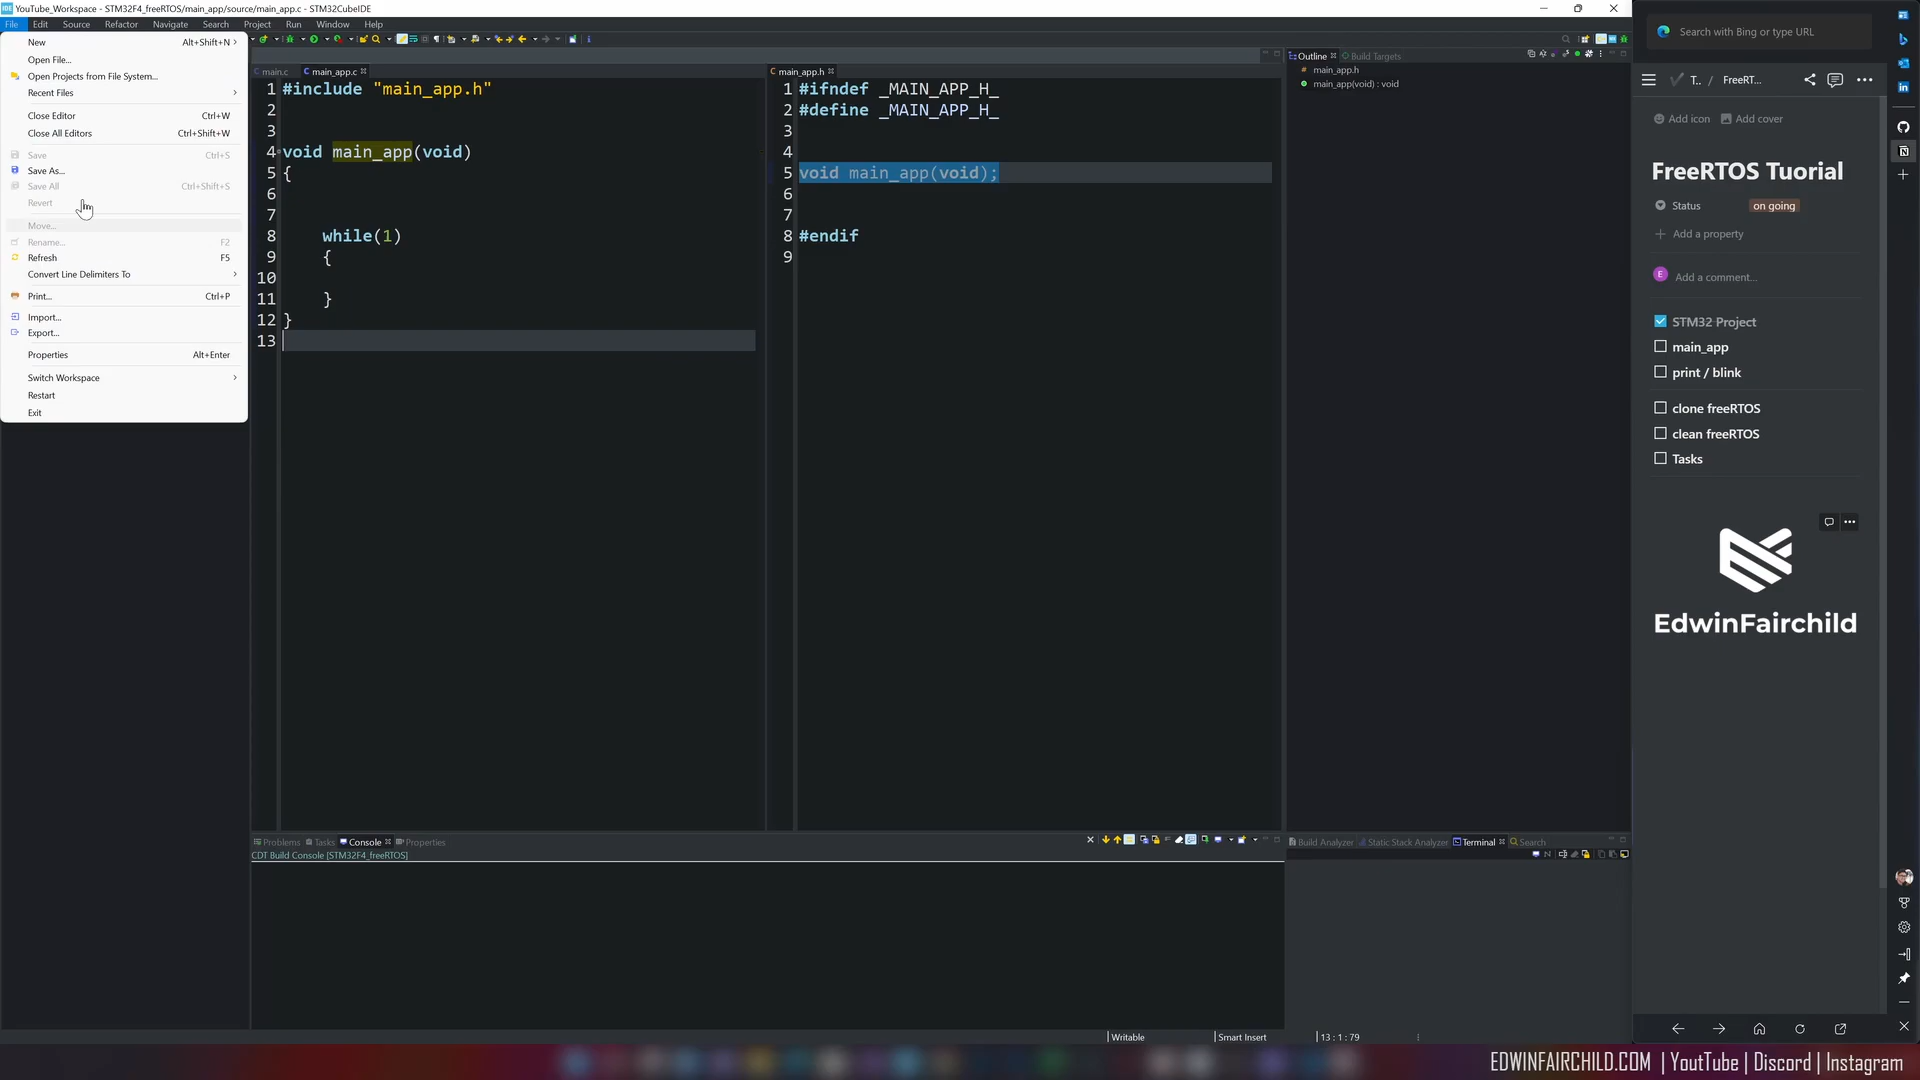 IDE YouTube_Workspace - STM32F4_freeRTOS/main_app/source/main_app.c - STM32CubeIDE
File Edit Source Refactor Navigate Search Project Run Window Help
New Alt+Shift+N
Open File...
Open Projects from File System...
Recent Files
Close Editor Ctrl+W
Close All Editors Ctrl+Shift+W
Save Ctrl+S
Save As...
Save All Ctrl+Shift+S
Revert
Move...
Rename... F2
Refresh F5
Convert Line Delimiters To
Print... Ctrl+P
Import...
Export...
Properties Alt+Enter
Switch Workspace
Restart
Exit
main.c main_app.c
1 #include "main_app.h"
2
3
4 void main_app(void)
5 {
6
7
8 while(1)
9 {
10
11 }
12 }
13
main_app.h
1 #ifndef _MAIN_APP_H_
2 #define _MAIN_APP_H_
3
4
5 void main_app(void);
6
7
8 #endif
9
Outline Build Targets
main_app.h
main_app(void) : void
Problems Tasks Console Properties
CDT Build Console [STM32F4_freeRTOS]
Build Analyzer Static Stack Analyzer Terminal Search
Writable Smart Insert 13 : 1 : 79
Search with Bing or type URL
T.. / FreeRT...
Add icon Add cover
FreeRTOS Tuorial
Status on going
Add a property
E Add a comment...
STM32 Project
main_app
print / blink
clone freeRTOS
clean freeRTOS
Tasks
EdwinFairchild
EDWINFAIRCHILD.COM | YouTube | Discord | Instagram